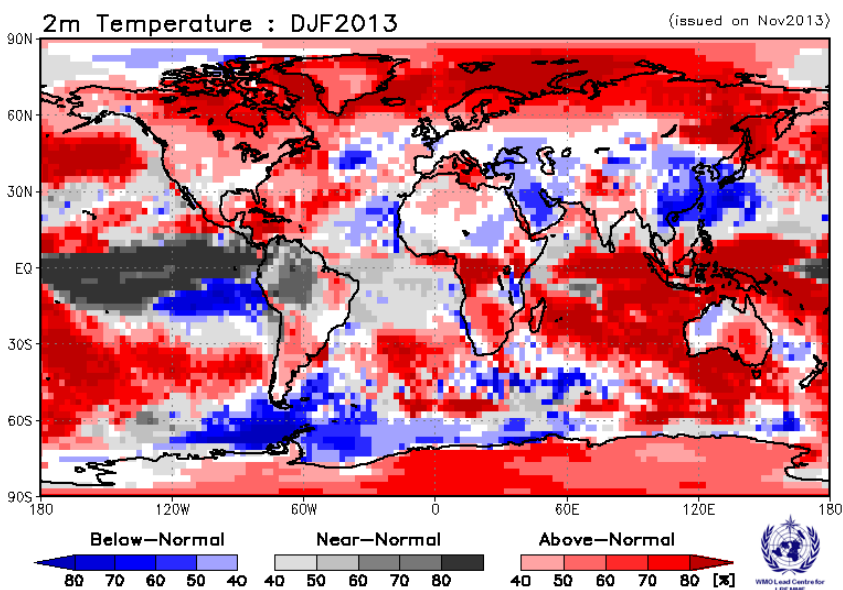 2m Temperature : DJF2013
(issued on Nov2013)
90N
60N
30N
EQ
30S
60S
90S
180 120W 60W 0 60E 120E 180
Below-Normal Near-Normal Above-Normal
80 70 60 50 40 40 50 60 70 80 40 50 60 70 80 [%]
WMO Lead Centre for